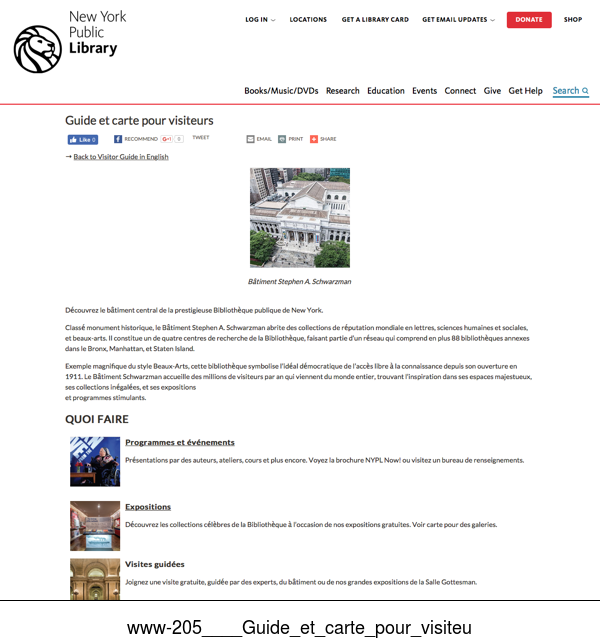 New York
Public
Library
LOG IN
LOCATIONS
GET A LIBRARY CARD
GET EMAIL UPDATES
DONATE
SHOP
Books/Music/DVDs
Research
Education
Events
Connect
Give
Get Help
Search
Guide et carte pour visiteurs
Like 0
RECOMMEND
G+1 0
TWEET
EMAIL
PRINT
SHARE
→ Back to Visitor Guide in English
Bâtiment Stephen A. Schwarzman
Découvrez le bâtiment central de la prestigieuse Bibliothèque publique de New York.
Classé monument historique, le Bâtiment Stephen A. Schwarzman abrite des collections de réputation mondiale en lettres, sciences humaines et sociales,
et beaux-arts. Il constitue un de quatre centres de recherche de la Bibliothèque, faisant partie d'un réseau qui comprend en plus 88 bibliothèques annexes
dans le Bronx, Manhattan, et Staten Island.
Exemple magnifique du style Beaux-Arts, cette bibliothèque symbolise l'idéal démocratique de l'accès libre à la connaissance depuis son ouverture en
1911. Le Bâtiment Schwarzman accueille des millions de visiteurs par an qui viennent du monde entier, trouvant l'inspiration dans ses espaces majestueux,
ses collections inégalées, et ses expositions
et programmes stimulants.
QUOI FAIRE
Programmes et événements
Présentations par des auteurs, ateliers, cours et plus encore. Voyez la brochure NYPL Now! ou visitez un bureau de renseignements.
Expositions
Découvrez les collections célèbres de la Bibliothèque à l'occasion de nos expositions gratuites. Voir carte pour des galeries.
Visites guidées
Joignez une visite gratuite, guidée par des experts, du bâtiment ou de nos grandes expositions de la Salle Gottesman.
www-205____Guide_et_carte_pour_visiteu